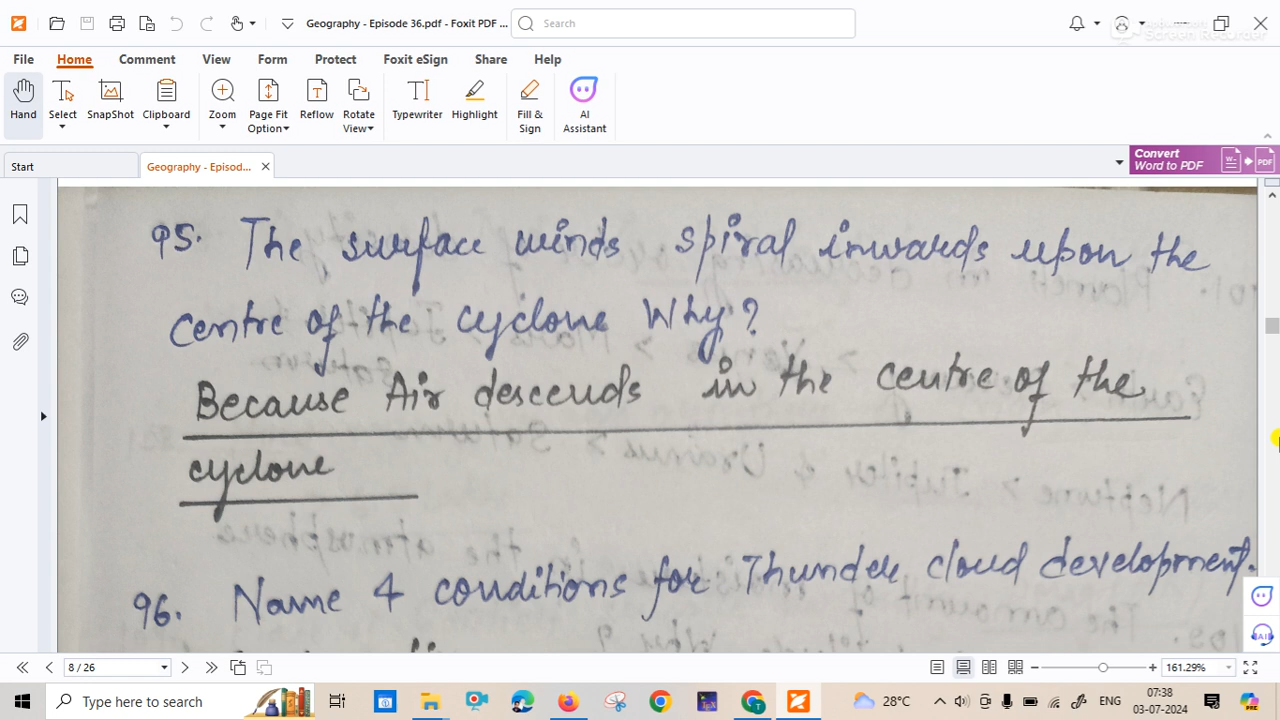 Geography - Episode 36.pdf - Foxit PDF ...
Search
File Home Comment View Form Protect Foxit eSign Share Help
Hand Select SnapShot Clipboard Zoom Page Fit Option Reflow Rotate View Typewriter Highlight Fill & Sign AI Assistant
Start
Geography - Episod...
Convert
Word to PDF
95. The surface winds spiral inwards upon the
centre of the cyclone Why?
Because Air descends in the centre of the
cyclone
96. Name 4 conditions for Thunder cloud development.
8 / 26
161.29%
Type here to search
28°C
ENG
07:38
03-07-2024